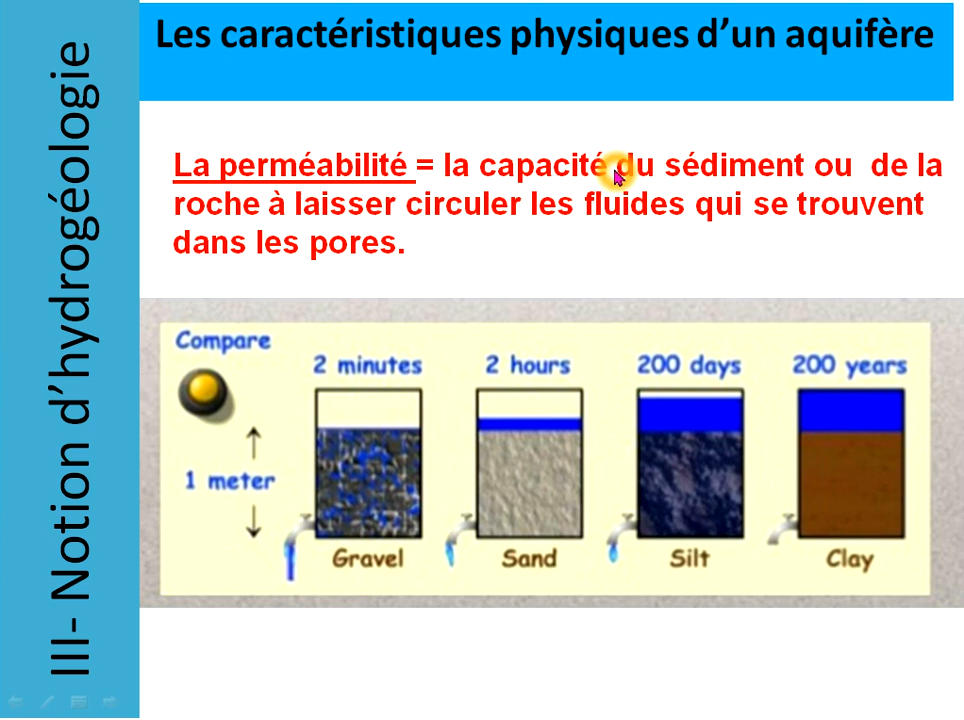 Les caractéristiques physiques d’un aquifère
III- Notion d’hydrogéologie
La perméabilité = la capacité du sédiment ou de la
roche à laisser circuler les fluides qui se trouvent
dans les pores.
Compare
2 minutes
2 hours
200 days
200 years
1 meter
Gravel
Sand
Silt
Clay